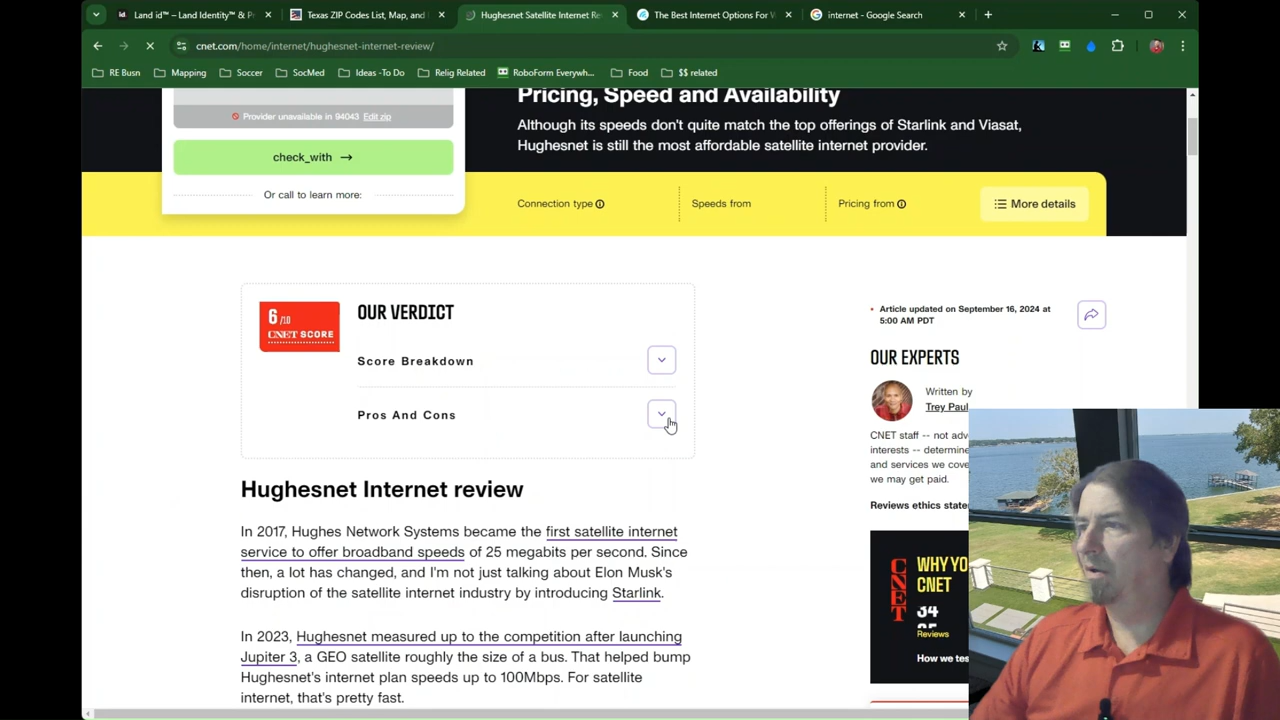 Land id™ – Land Identity™ & P
Texas ZIP Codes List, Map, and
Hughesnet Satellite Internet Re
The Best Internet Options For
internet - Google Search
cnet.com/home/internet/hughesnet-internet-review/
RE Busn
Mapping
Soccer
SocMed
Ideas -To Do
Relig Related
RoboForm Everywh...
Food
$$ related
Provider unavailable in 94043 Edit zip
check_with →
Or call to learn more:
Pricing, Speed and Availability
Although its speeds don't quite match the top offerings of Starlink and Viasat,
Hughesnet is still the most affordable satellite internet provider.
Connection type
Speeds from
Pricing from
More details
6 /10
CNET SCORE
OUR VERDICT
Score Breakdown
Pros And Cons
Hughesnet Internet review
In 2017, Hughes Network Systems became the first satellite internet
service to offer broadband speeds of 25 megabits per second. Since
then, a lot has changed, and I'm not just talking about Elon Musk's
disruption of the satellite internet industry by introducing Starlink.
In 2023, Hughesnet measured up to the competition after launching
Jupiter 3, a GEO satellite roughly the size of a bus. That helped bump
Hughesnet's internet plan speeds up to 100Mbps. For satellite
internet, that's pretty fast.
Article updated on September 16, 2024 at
5:00 AM PDT
OUR EXPERTS
Written by
Trey Paul
CNET staff -- not adv
interests -- determine
and services we cove
we may get paid.
Reviews ethics state
CNET
WHY YO
CNET
Reviews
How we tes